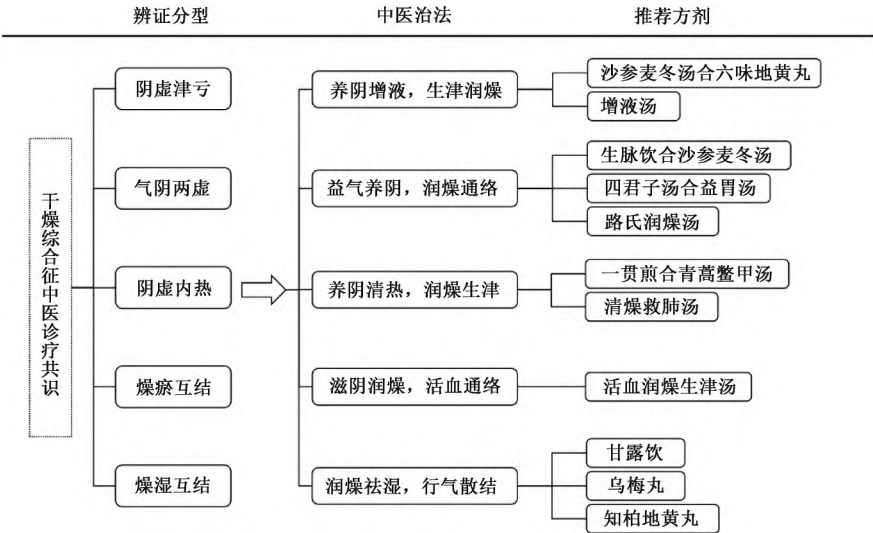 辨证分型 中医治法 推荐方剂
干燥综合征中医诊疗共识
阴虚津亏
气阴两虚
阴虚内热
燥瘀互结
燥湿互结
养阴增液，生津润燥
益气养阴，润燥通络
养阴清热，润燥生津
滋阴润燥，活血通络
润燥祛湿，行气散结
沙参麦冬汤合六味地黄丸
增液汤
生脉饮合沙参麦冬汤
四君子汤合益胃汤
路氏润燥汤
一贯煎合青蒿鳖甲汤
清燥救肺汤
活血润燥生津汤
甘露饮
乌梅丸
知柏地黄丸